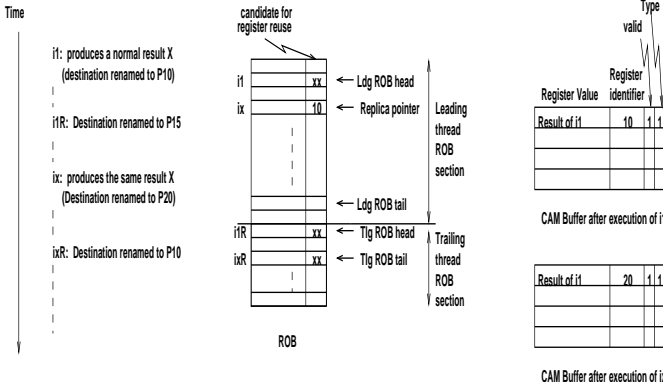 Time
i1: produces a normal result X
(destination renamed to P10)
i1R: Destination renamed to P15
ix: produces the same result X
(Destination renamed to P20)
ixR: Destination renamed to P10
candidate for
register reuse
i1 xx Ldg ROB head
ix 10 Replica pointer
Leading
thread
ROB
section
Ldg ROB tail
i1R xx Tlg ROB head
ixR xx Tlg ROB tail
Trailing
thread
ROB
section
ROB
Type
valid
Register Value
Register
identifier
Result of i1 10 1 1
CAM Buffer after execution of i1
Result of i1 20 1 1
CAM Buffer after execution of